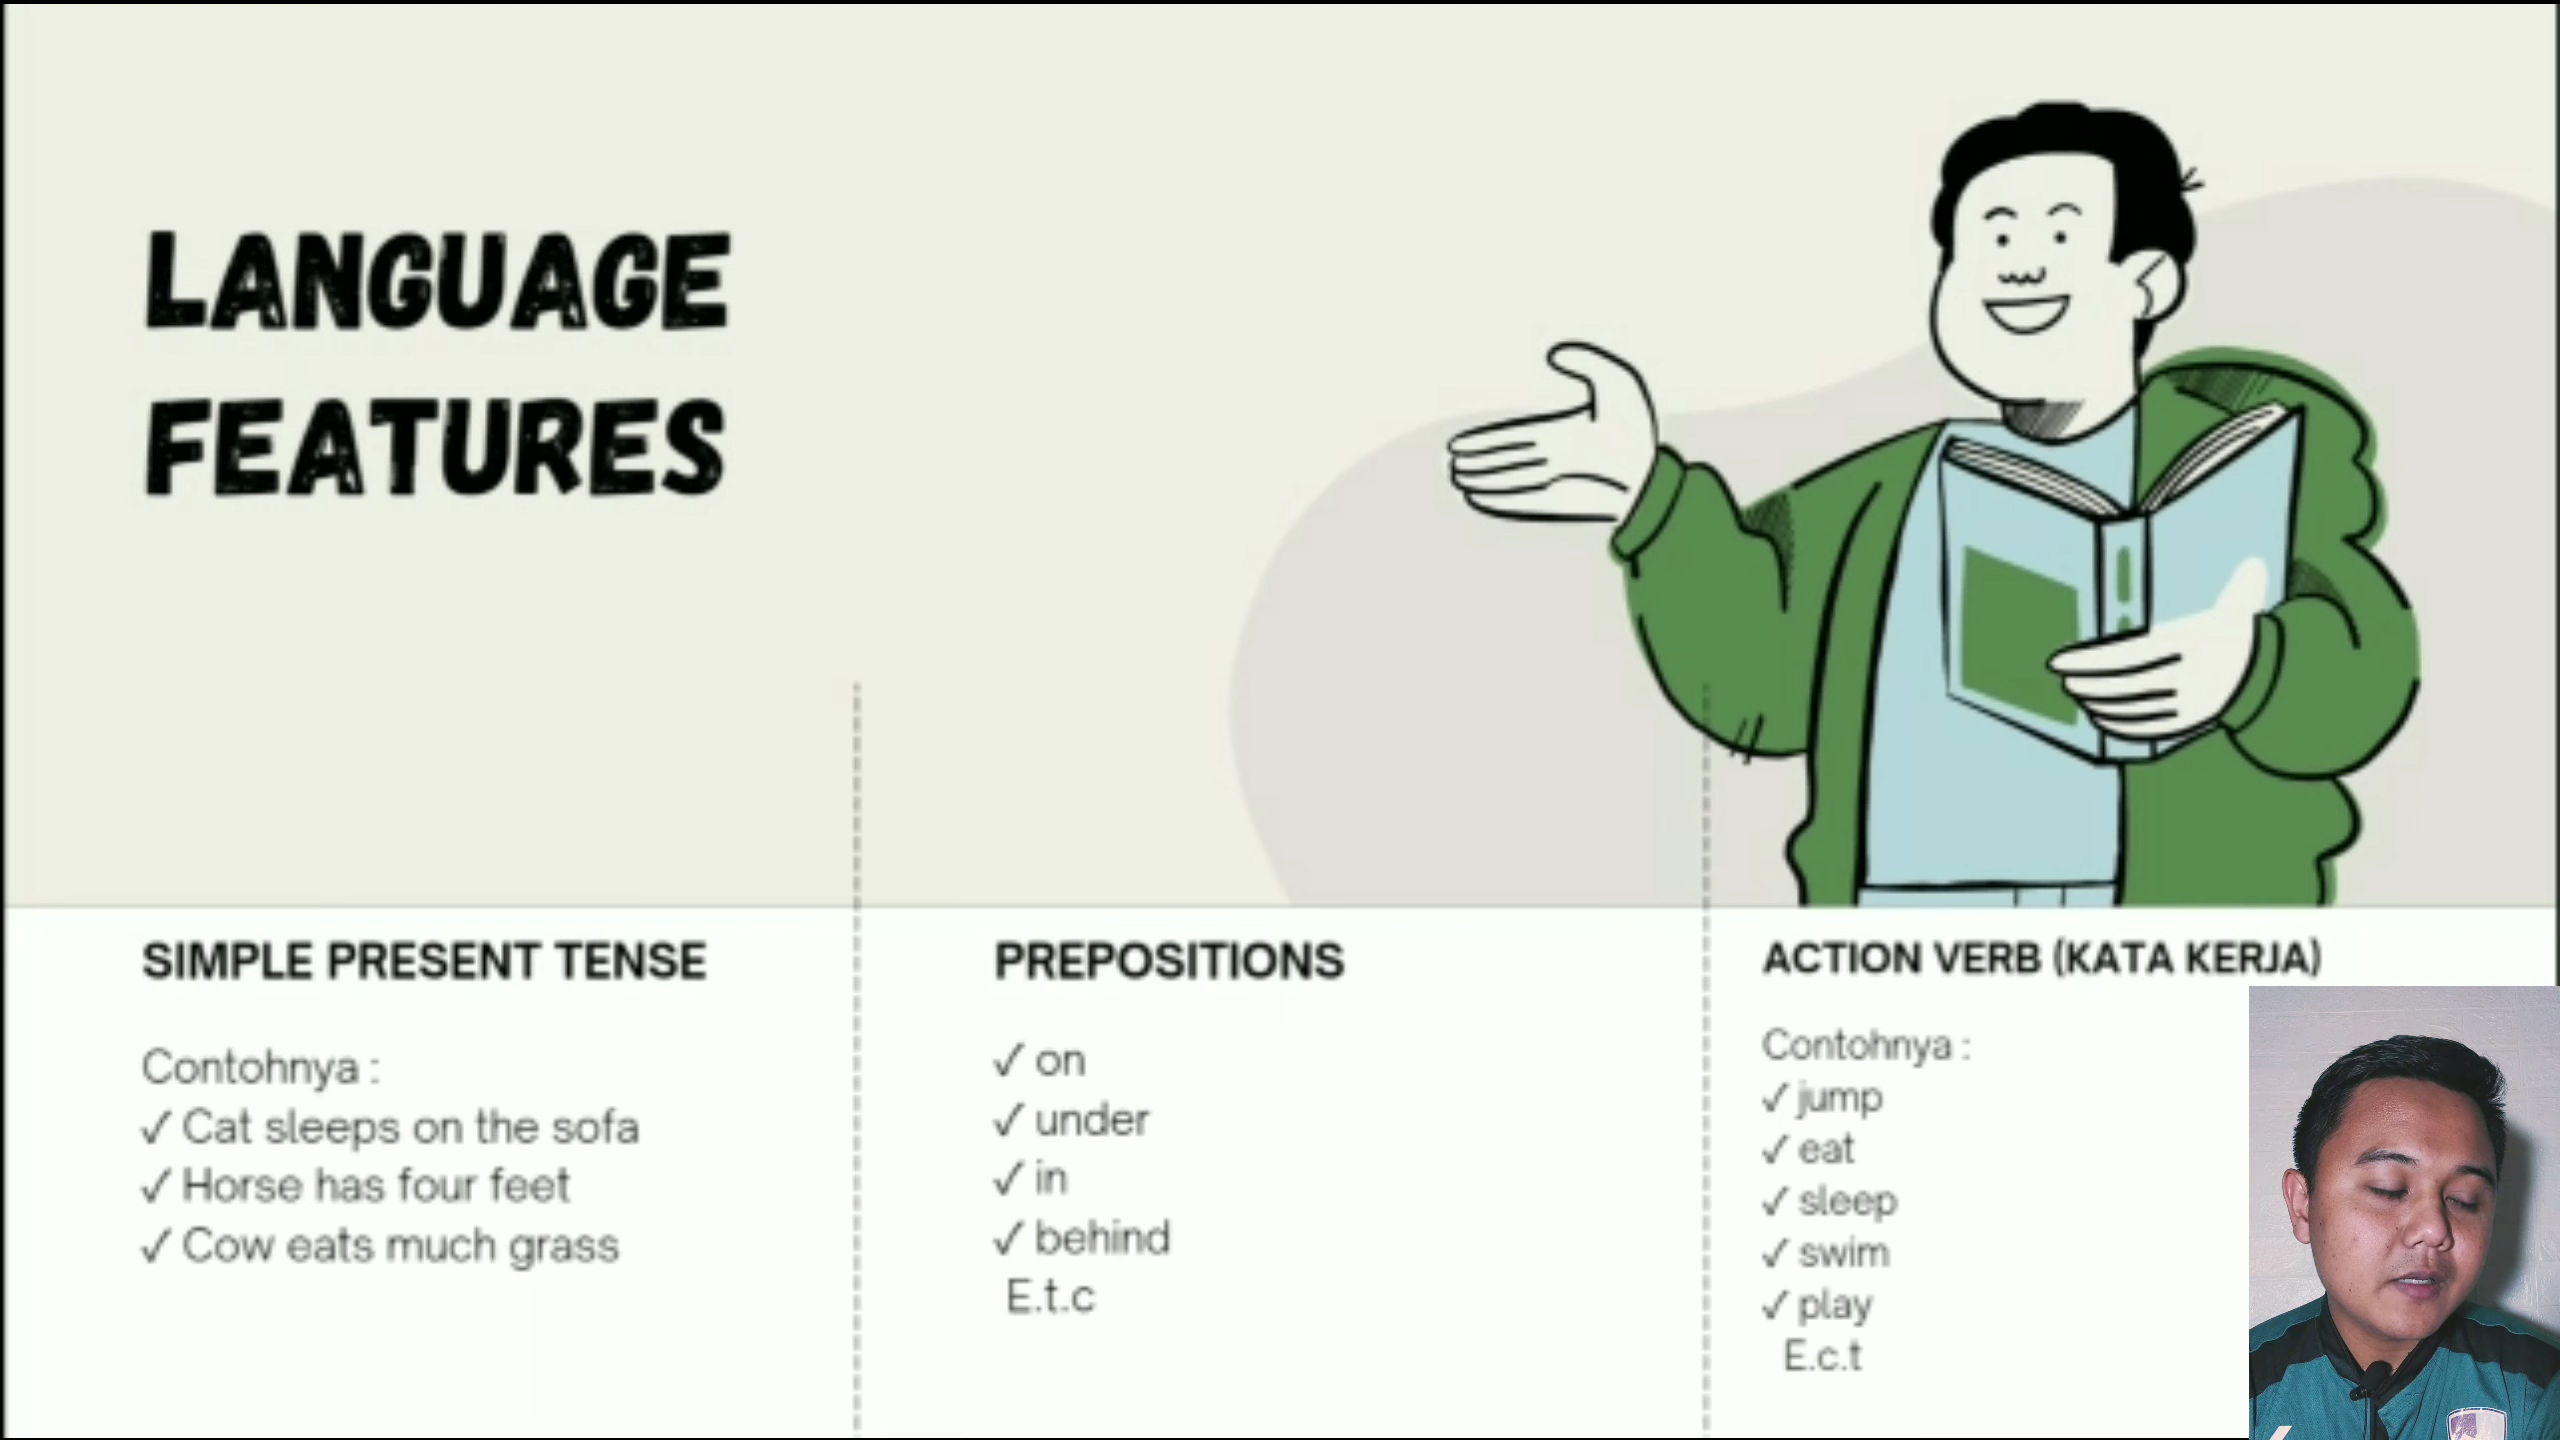 LANGUAGE
FEATURES
SIMPLE PRESENT TENSE
Contohnya :
✓ Cat sleeps on the sofa
✓ Horse has four feet
✓ Cow eats much grass
PREPOSITIONS
✓ on
✓ under
✓ in
✓ behind
E.t.c
ACTION VERB (KATA KERJA)
Contohnya :
✓ jump
✓ eat
✓ sleep
✓ swim
✓ play
E.c.t